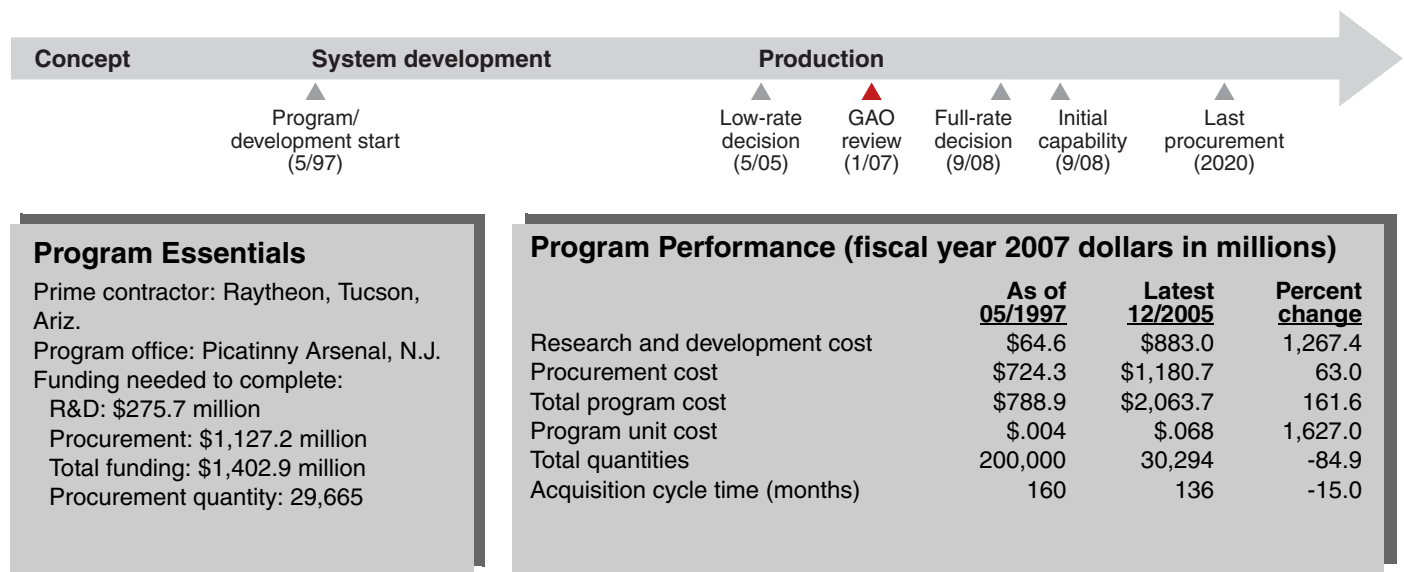 Concept System development Production
Program/
development start
(5/97)
Low-rate
decision
(5/05)
GAO
review
(1/07)
Full-rate
decision
(9/08)
Initial
capability
(9/08)
Last
procurement
(2020)
Program Essentials
Prime contractor: Raytheon, Tucson,
Ariz.
Program office: Picatinny Arsenal, N.J.
Funding needed to complete:
R&D: $275.7 million
Procurement: $1,127.2 million
Total funding: $1,402.9 million
Procurement quantity: 29,665
Program Performance (fiscal year 2007 dollars in millions)
As of Latest Percent
05/1997 12/2005 change
Research and development cost $64.6 $883.0 1,267.4
Procurement cost $724.3 $1,180.7 63.0
Total program cost $788.9 $2,063.7 161.6
Program unit cost $.004 $.068 1,627.0
Total quantities 200,000 30,294 -84.9
Acquisition cycle time (months) 160 136 -15.0